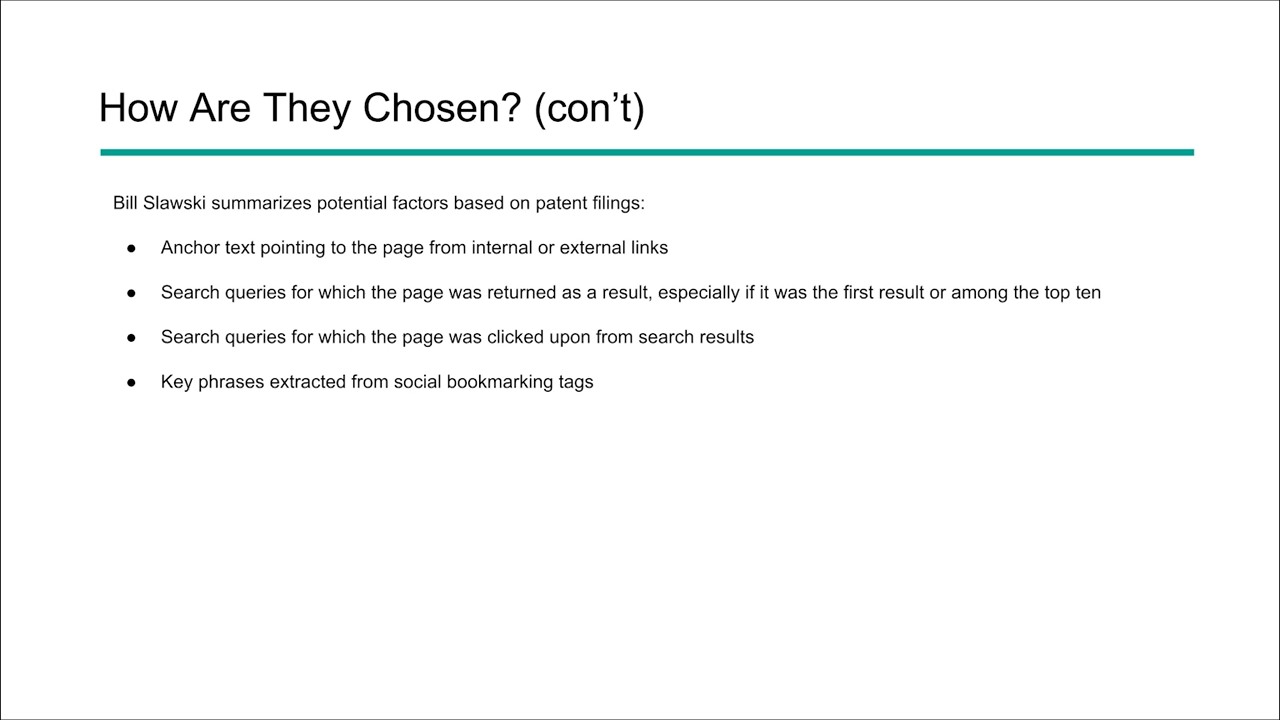 How Are They Chosen? (con’t)
Bill Slawski summarizes potential factors based on patent filings:
● Anchor text pointing to the page from internal or external links
● Search queries for which the page was returned as a result, especially if it was the first result or among the top ten
● Search queries for which the page was clicked upon from search results
● Key phrases extracted from social bookmarking tags